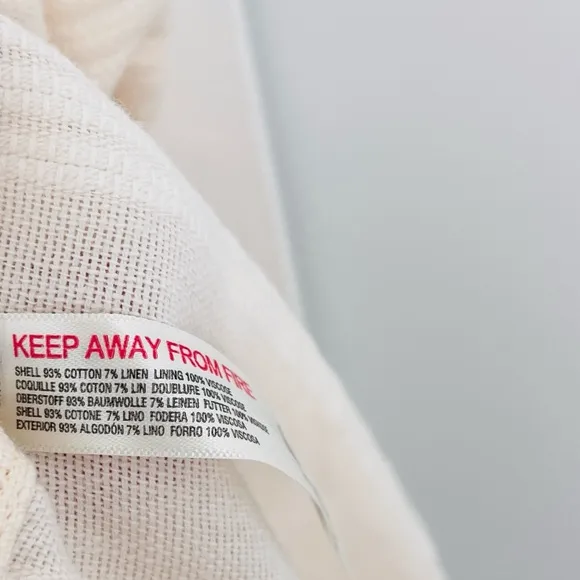 KEEP AWAY FROM FIRE
SHELL 93% COTTON 7% LINEN LINING 100% VISCOSE
COQUILLE 93% COTON 7% LIN DOUBLURE 100% VISCOSE
OBERSTOFF 93% BAUMWOLLE 7% LEINEN FUTTER 100% VISKOSE
SHELL 93% COTONE 7% LINO FODERA 100% VISCOSA
EXTERIOR 93% ALGODÓN 7% LINO FORRO 100% VISCOSA